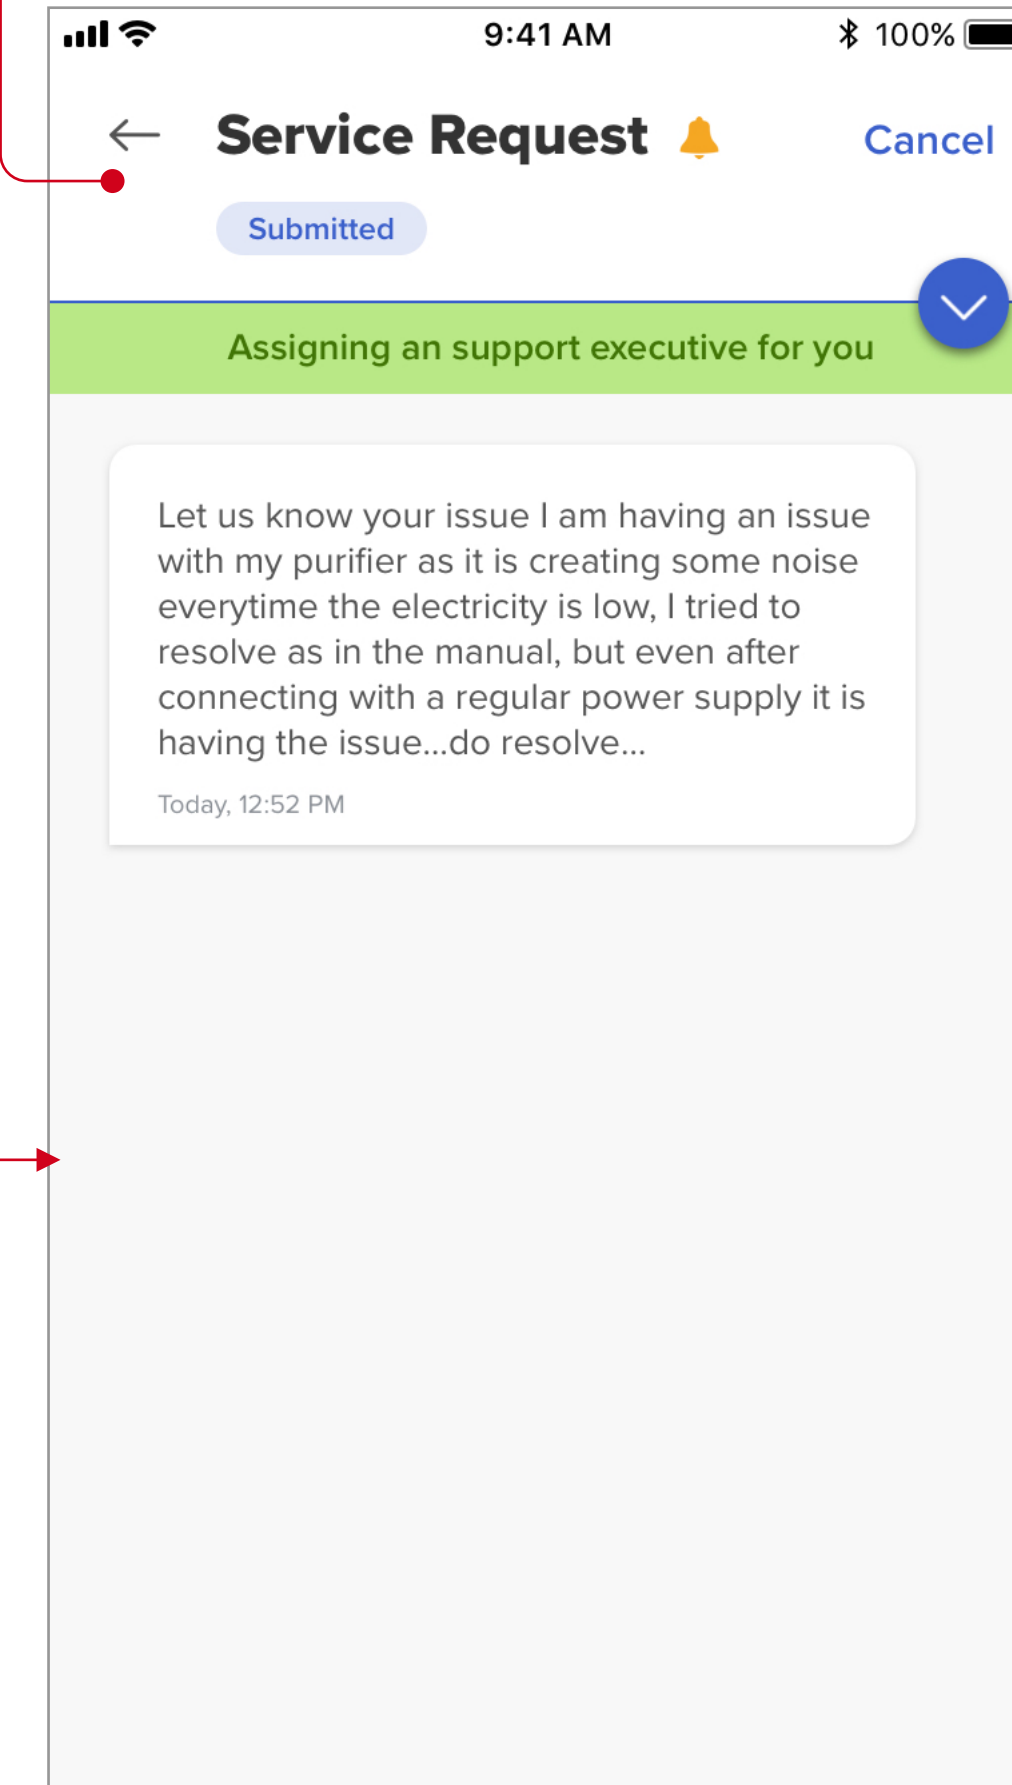 9:41 AM
100%
Service Request
Cancel
Submitted
Assigning an support executive for you
Let us know your issue I am having an issue
with my purifier as it is creating some noise
everytime the electricity is low, I tried to
resolve as in the manual, but even after
connecting with a regular power supply it is
having the issue...do resolve...
Today, 12:52 PM